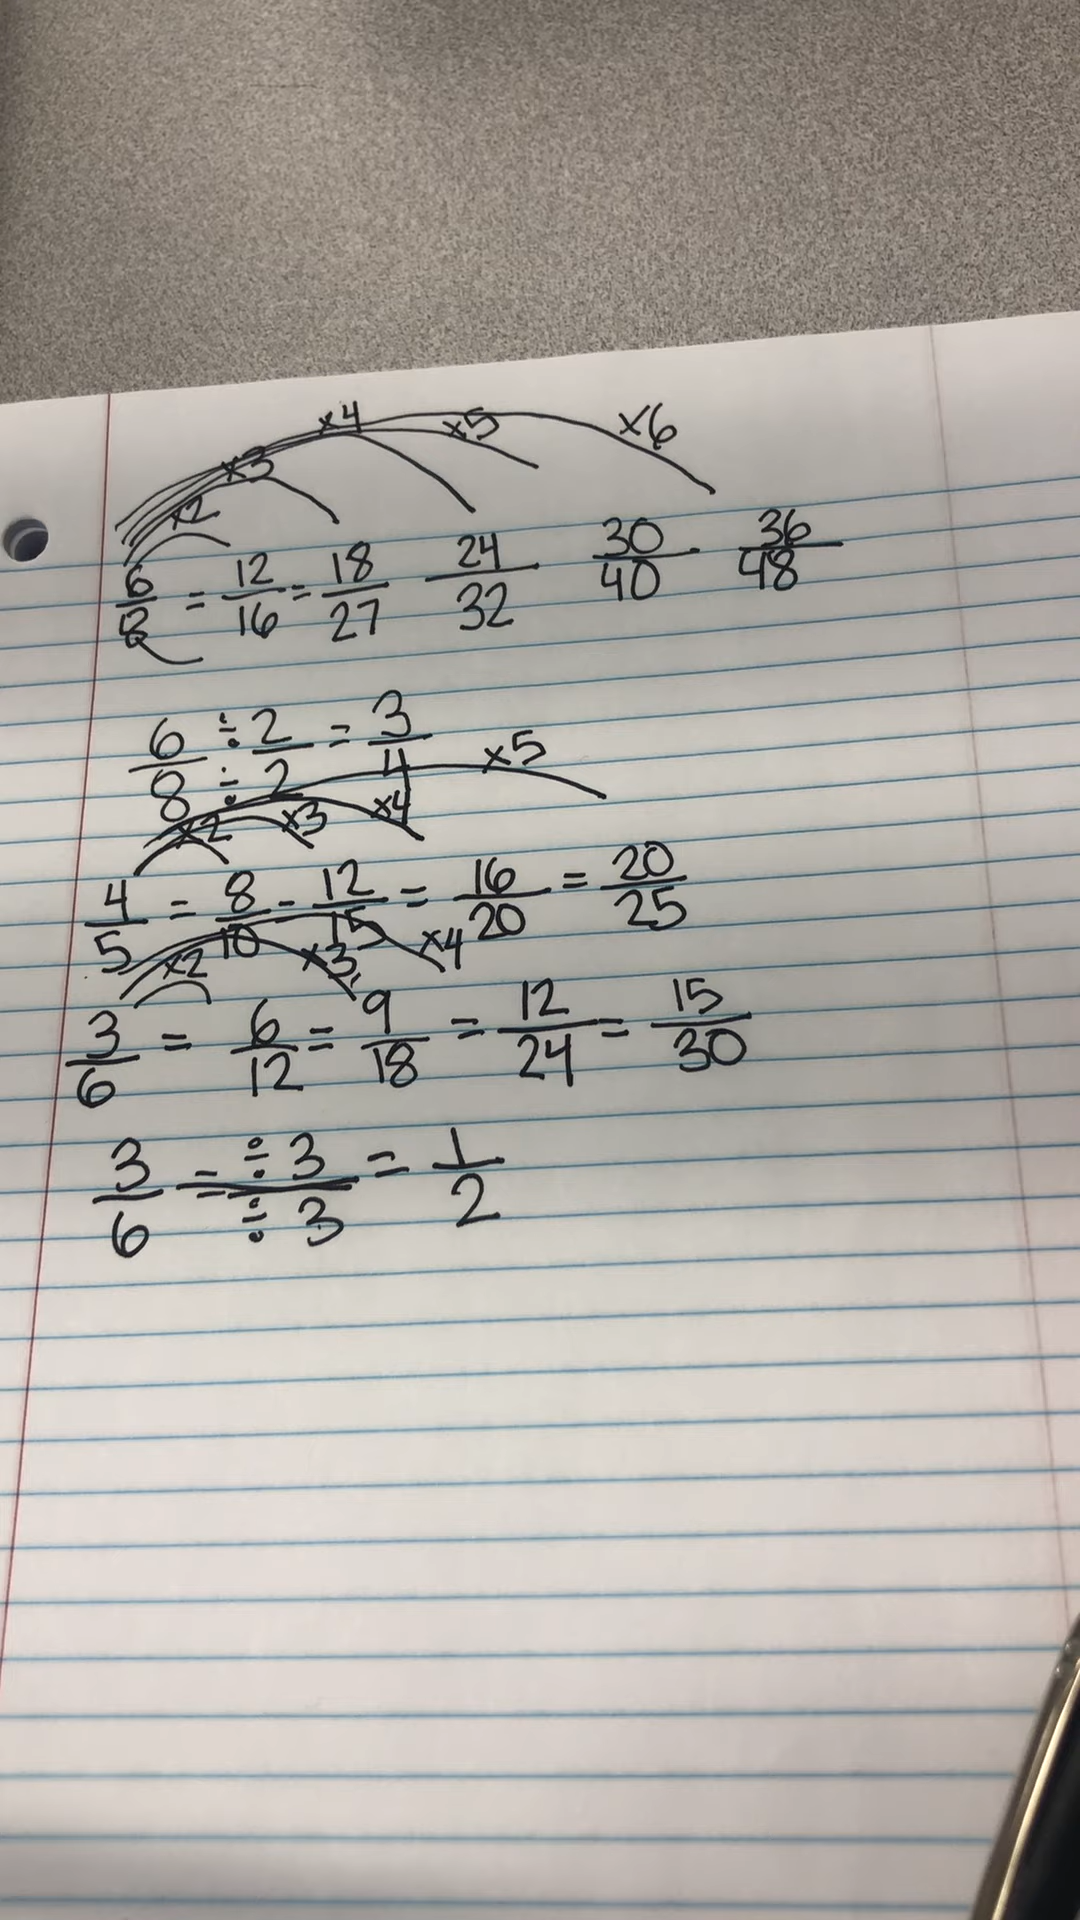 ×2 ×3 ×4 ×5 ×6
6/8 = 12/16 = 18/27 24/32 30/40 36/48
6/8 ÷2/÷2 = 3/4
×2 ×3 ×4 ×5
4/5 = 8/10 - 12/15 = 16/20 = 20/25
×2 ×3 ×4
3/6 = 6/12 = 9/18 = 12/24 = 15/30
3/6 = ÷3/÷3 = 1/2